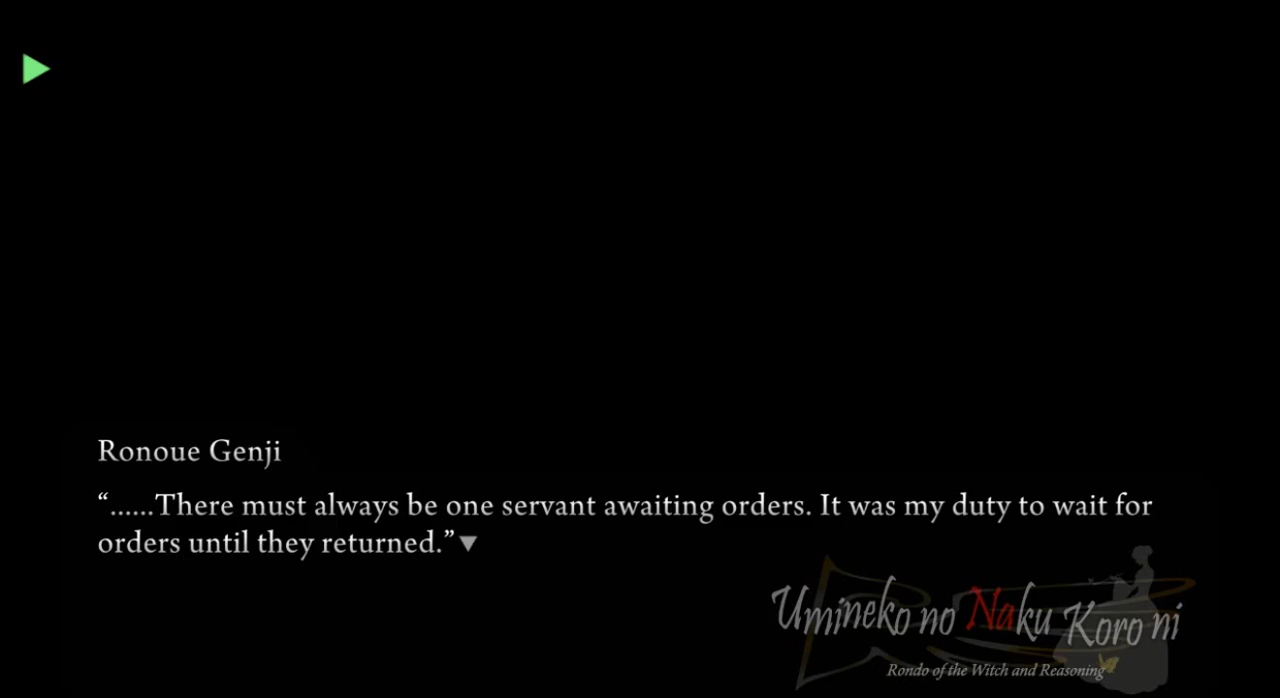 Ronoue Genji
“......There must always be one servant awaiting orders. It was my duty to wait for
orders until they returned.”
Umineko no Naku Koro ni
Rondo of the Witch and Reasoning